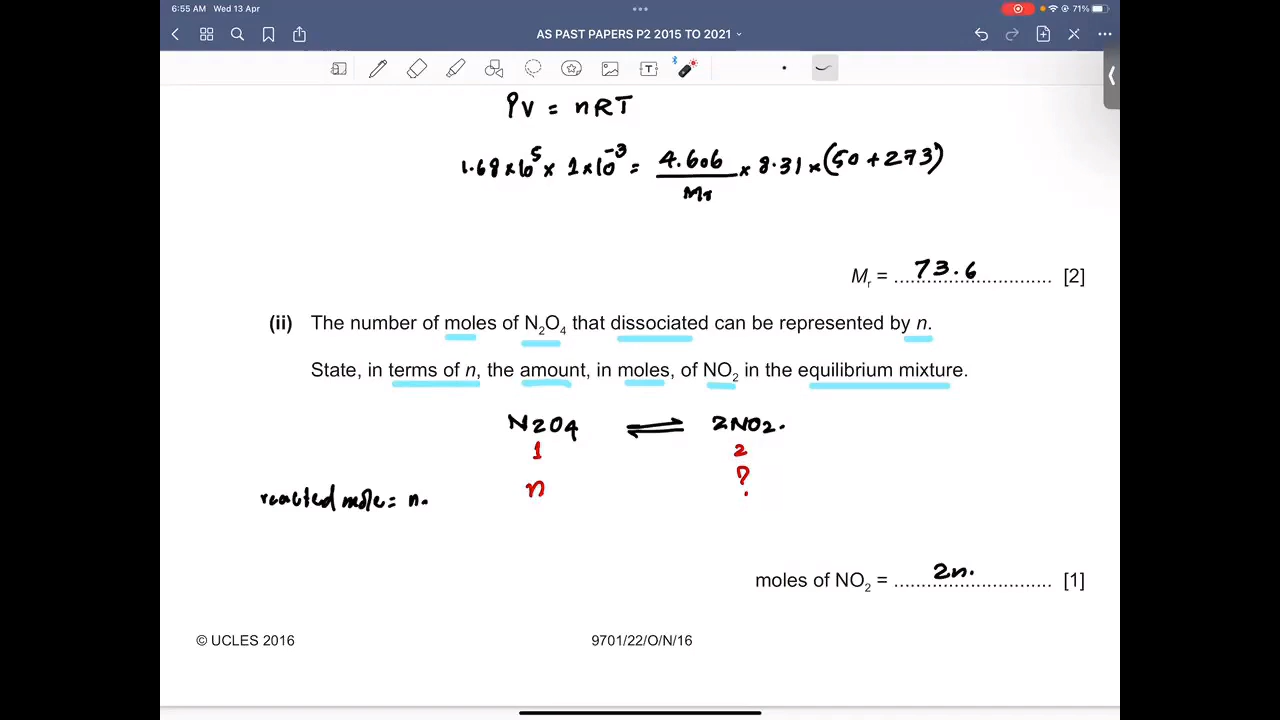 6:55 AM Wed 13 Apr
71%
AS PAST PAPERS P2 2015 TO 2021
PV = nRT
1.68×10⁵ × 1×10⁻³ = 4.606/Mr × 8.31 × (50 + 273)
Mr = 73.6 [2]
(ii) The number of moles of N₂O₄ that dissociated can be represented by n.
State, in terms of n, the amount, in moles, of NO₂ in the equilibrium mixture.
N2O4 ⇌ 2NO2.
1 2
n ?
reacted mole = n.
moles of NO₂ = 2n. [1]
© UCLES 2016 9701/22/O/N/16